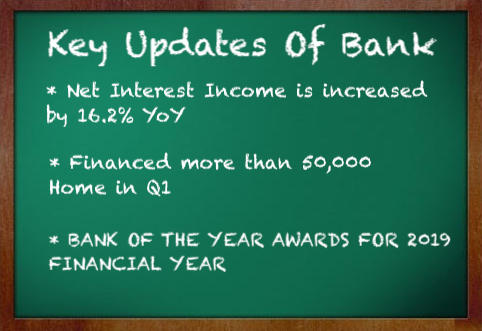 Key Updates Of Bank
* Net Interest Income is increased
by 16.2% YoY
* Financed more than 50,000
Home in Q1
* BANK OF THE YEAR AWARDS FOR 2019
FINANCIAL YEAR